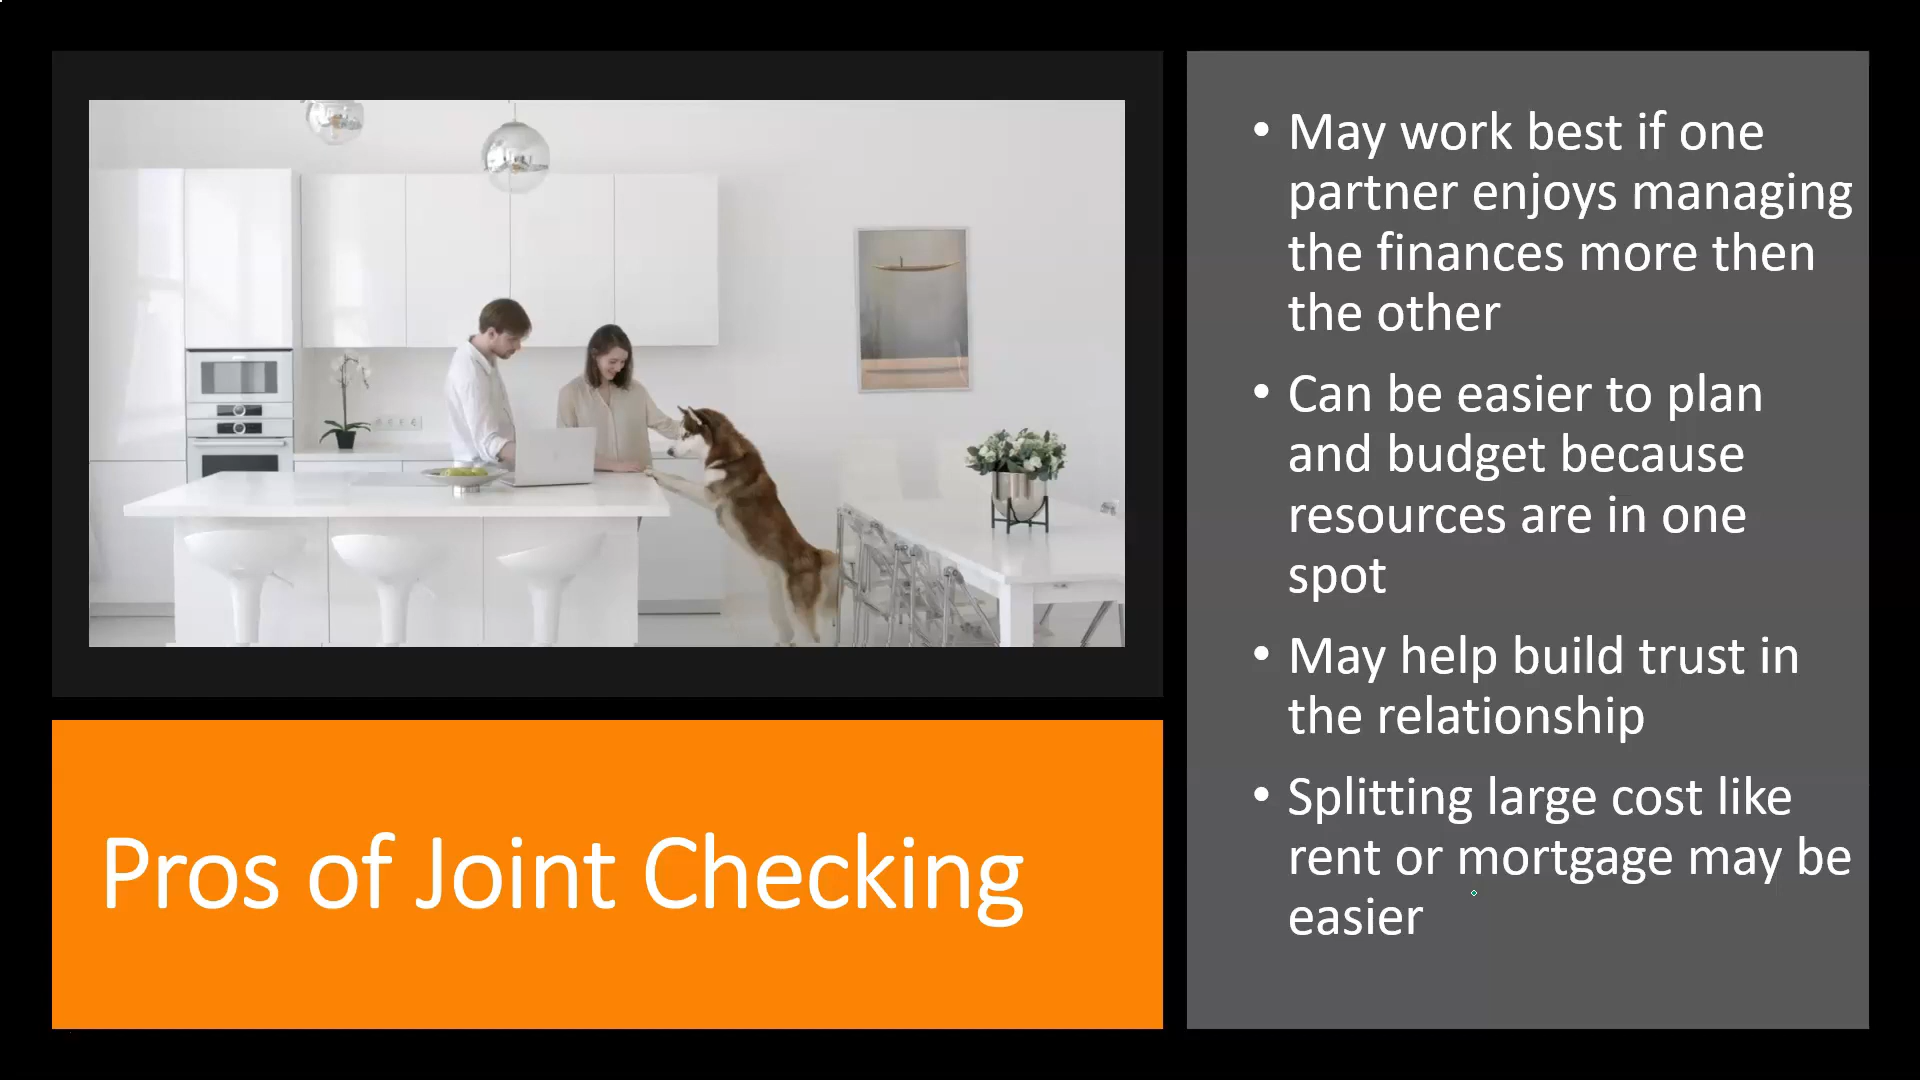 Pros of Joint Checking
• May work best if one
partner enjoys managing
the finances more then
the other
• Can be easier to plan
and budget because
resources are in one
spot
• May help build trust in
the relationship
• Splitting large cost like
rent or mortgage may be
easier